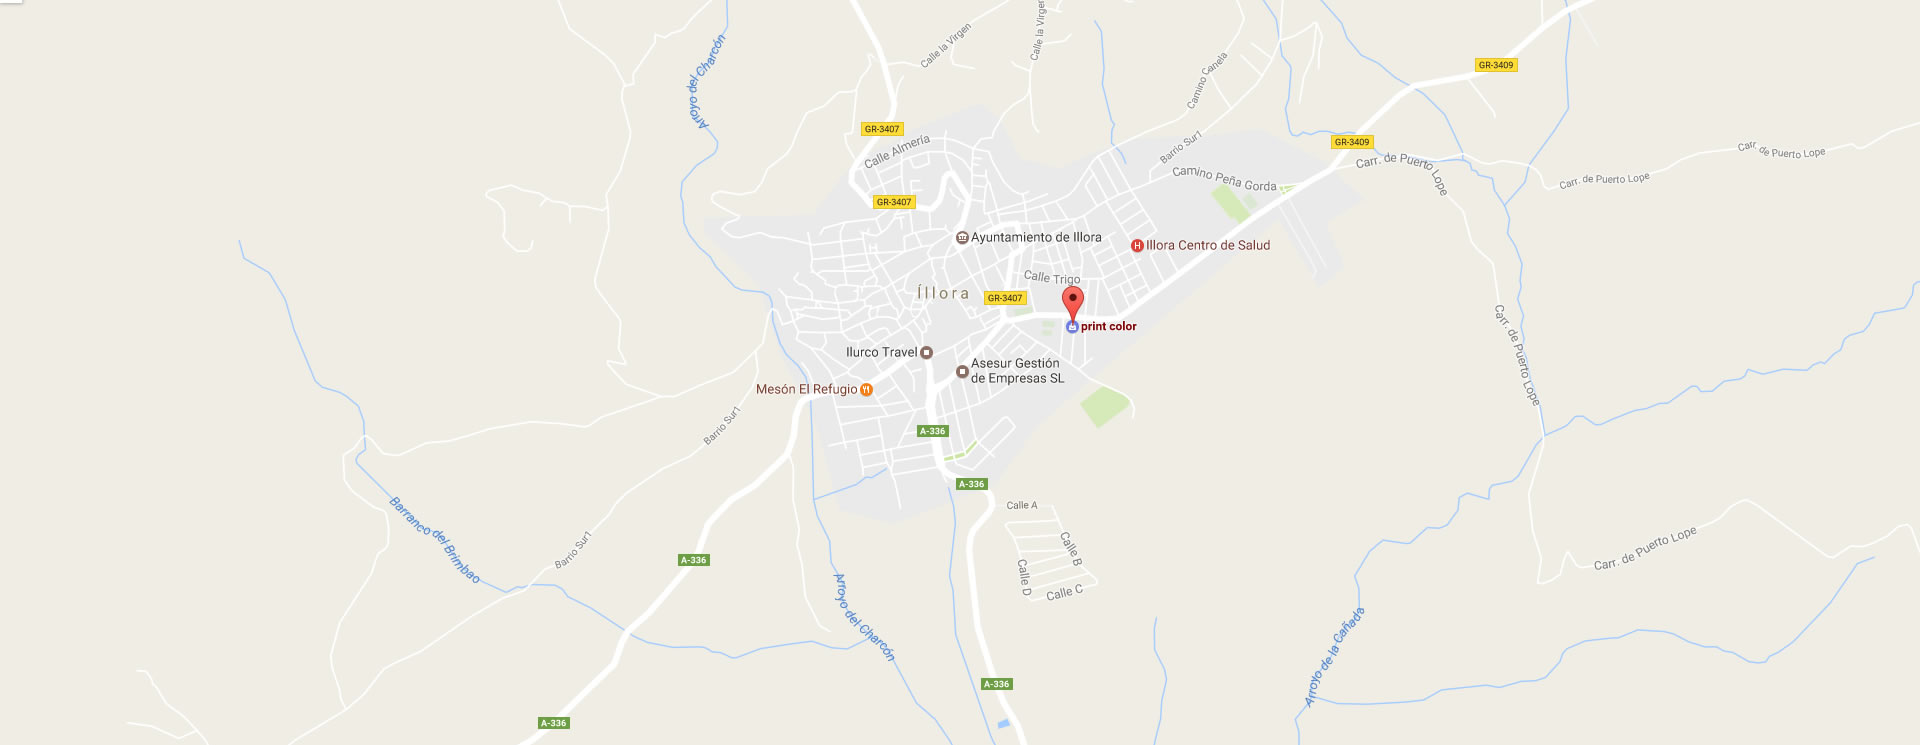 Calle la Virgen
Calle la Virgen
Arroyo del Charcón
Camino Canela
GR-3409
GR-3407
GR-3409
Calle Almería
Barrio Sur1
Carr. de Puerto Lope
Carr. de Puerto Lope
Camino Peña Gorda
Carr. de Puerto Lope
GR-3407
Ayuntamiento de Illora
Illora Centro de Salud
Calle Trigo
Íllora
GR-3407
print color
Carr. de Puerto Lope
Ilurco Travel
Asesur Gestión
de Empresas SL
Mesón El Refugio
Barrio Sur1
A-336
A-336
Calle A
Barranco del Brimbao
Barrio Sur1
A-336
Calle B
Calle D
Calle C
Carr. de Puerto Lope
Arroyo del Charcón
Arroyo de la Cañada
A-336
A-336